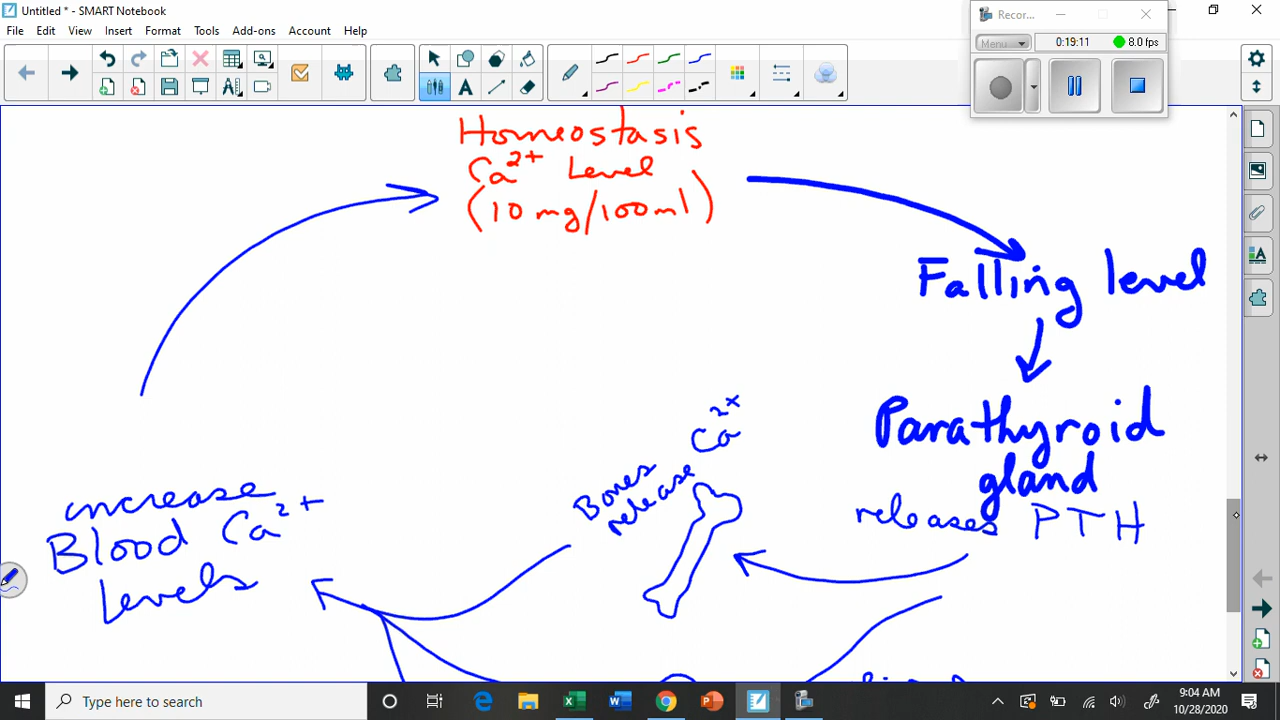 Untitled * - SMART Notebook
File Edit View Insert Format Tools Add-ons Account Help
Recor...
Menu
0:19:11
8.0 fps
Homeostasis
Ca2+ Level
(10 mg/100ml)
Falling level
Parathyroid
gland
releases PTH
Ca2+
Bones
release
increase
Blood Ca2+
levels
Type here to search
9:04 AM
10/28/2020